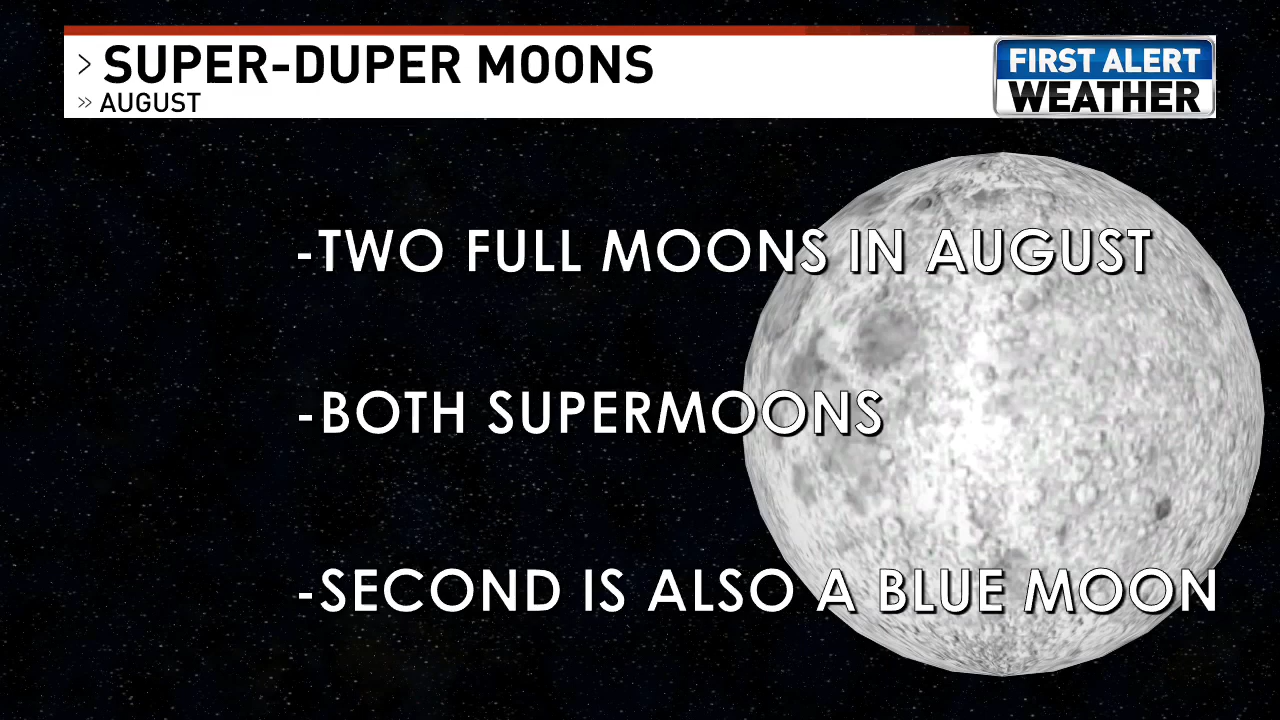 > SUPER-DUPER MOONS
» AUGUST
FIRST ALERT
WEATHER
-TWO FULL MOONS IN AUGUST
-BOTH SUPERMOONS
-SECOND IS ALSO A BLUE MOON